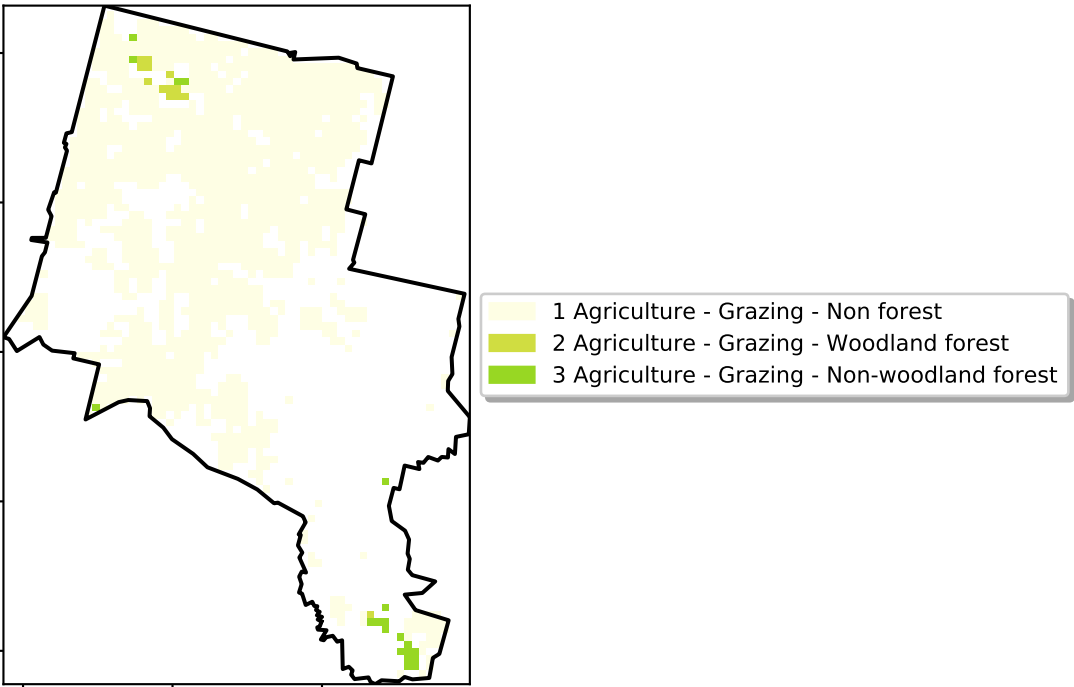 1 Agriculture - Grazing - Non forest
2 Agriculture - Grazing - Woodland forest
3 Agriculture - Grazing - Non-woodland forest